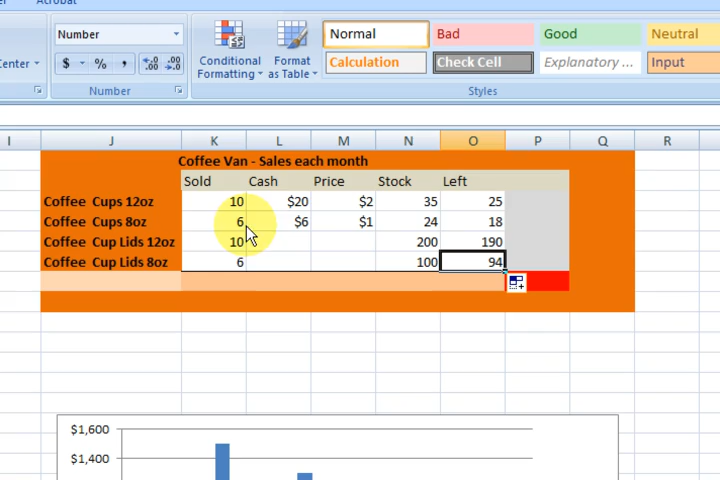 Acrobat
Number
Normal
Bad
Good
Neutral
Center
$ % ,
Conditional
Formatting
Format
as Table
Calculation
Check Cell
Explanatory ...
Input
Number
Styles
I J K L M N O P Q R
Coffee Van - Sales each month
Sold Cash Price Stock Left
Coffee Cups 12oz 10 $20 $2 35 25
Coffee Cups 8oz 6 $6 $1 24 18
Coffee Cup Lids 12oz 10 200 190
Coffee Cup Lids 8oz 6 100 94
$1,600
$1,400